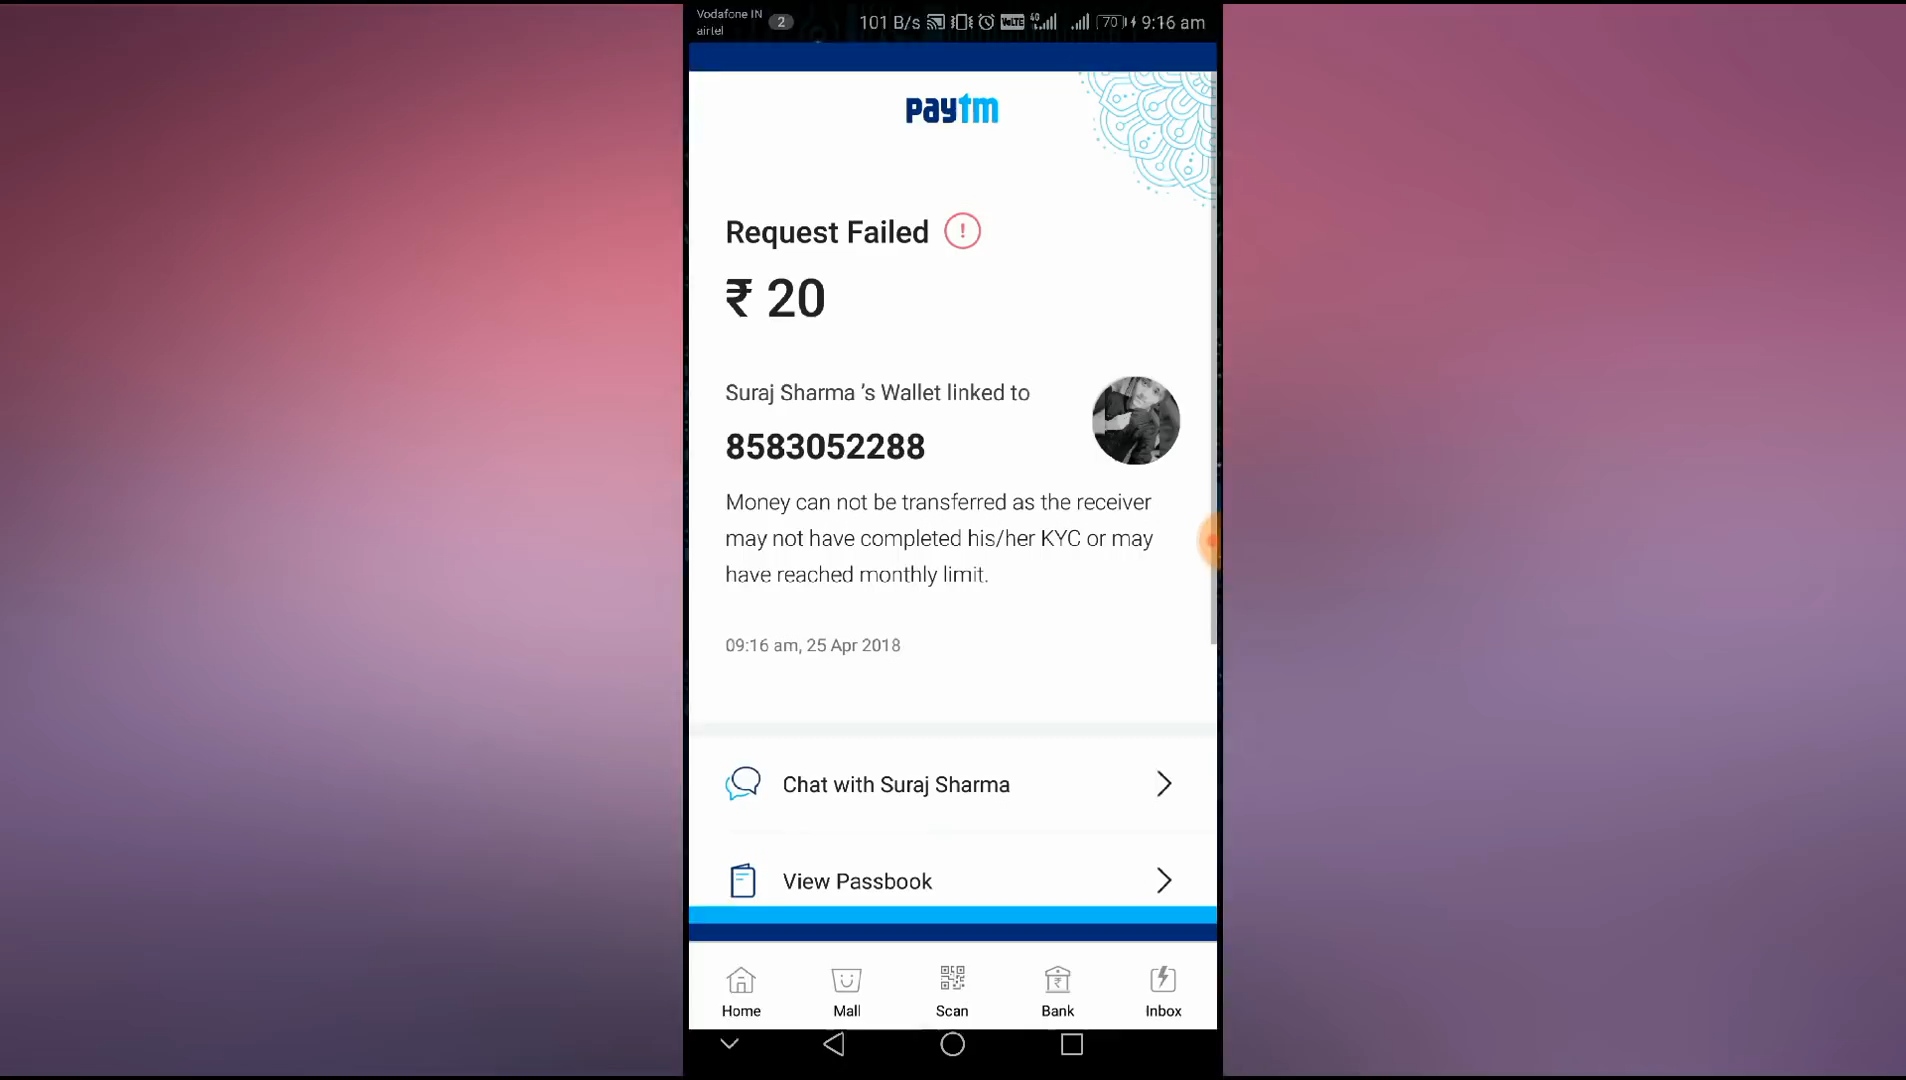 Vodafone IN
airtel
2
101 B/s
VoLTE
4G
70
9:16 am
paytm
Request Failed !
₹ 20
Suraj Sharma 's Wallet linked to
8583052288
Money can not be transferred as the receiver
may not have completed his/her KYC or may
have reached monthly limit.
09:16 am, 25 Apr 2018
Chat with Suraj Sharma
View Passbook
Home
Mall
Scan
₹
Bank
Inbox